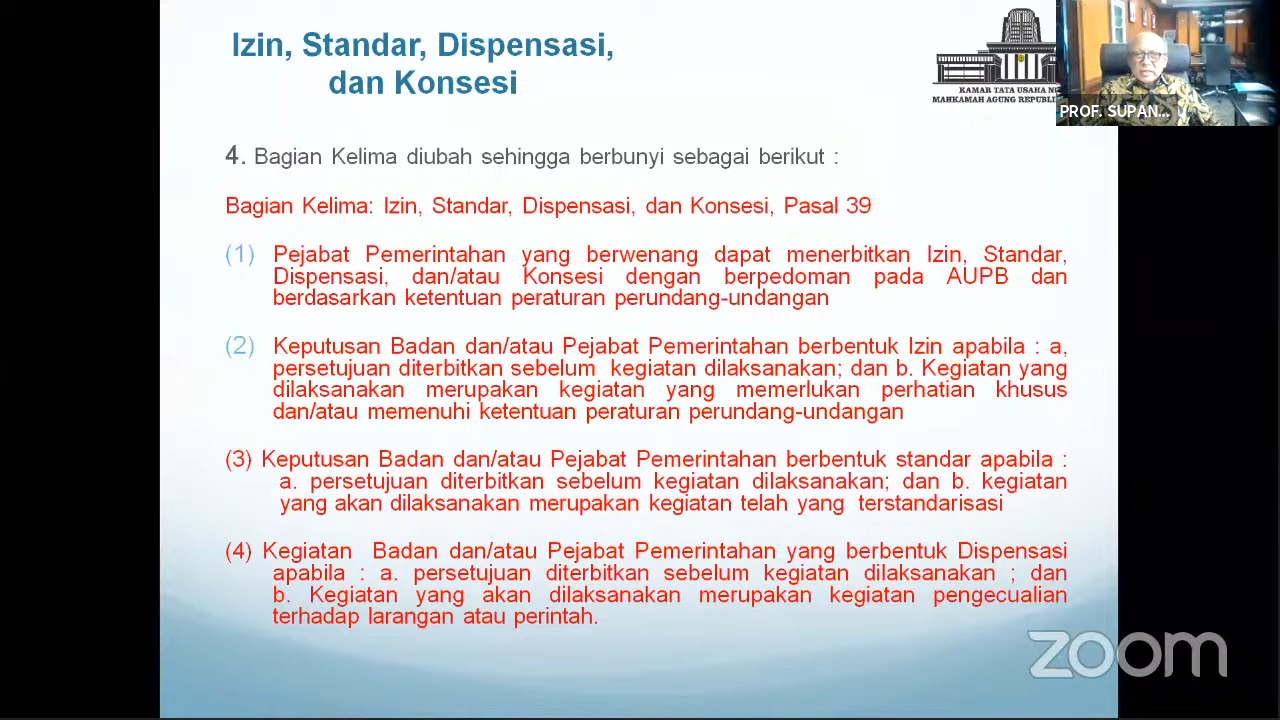 Izin, Standar, Dispensasi,
dan Konsesi
KAMAR TATA USAHA
MAHKAMAH AGUNG
PROF. SUPAN...
4. Bagian Kelima diubah sehingga berbunyi sebagai berikut :
Bagian Kelima: Izin, Standar, Dispensasi, dan Konsesi, Pasal 39
(1) Pejabat Pemerintahan yang berwenang dapat menerbitkan Izin, Standar,
Dispensasi, dan/atau Konsesi dengan berpedoman pada AUPB dan
berdasarkan ketentuan peraturan perundang-undangan
(2) Keputusan Badan dan/atau Pejabat Pemerintahan berbentuk Izin apabila : a,
persetujuan diterbitkan sebelum kegiatan dilaksanakan; dan b. Kegiatan yang
dilaksanakan merupakan kegiatan yang memerlukan perhatian khusus
dan/atau memenuhi ketentuan peraturan perundang-undangan
(3) Keputusan Badan dan/atau Pejabat Pemerintahan berbentuk standar apabila :
a. persetujuan diterbitkan sebelum kegiatan dilaksanakan; dan b. kegiatan
yang akan dilaksanakan merupakan kegiatan telah yang terstandarisasi
(4) Kegiatan Badan dan/atau Pejabat Pemerintahan yang berbentuk Dispensasi
apabila : a. persetujuan diterbitkan sebelum kegiatan dilaksanakan ; dan
b. Kegiatan yang akan dilaksanakan merupakan kegiatan pengecualian
terhadap larangan atau perintah.
zoom